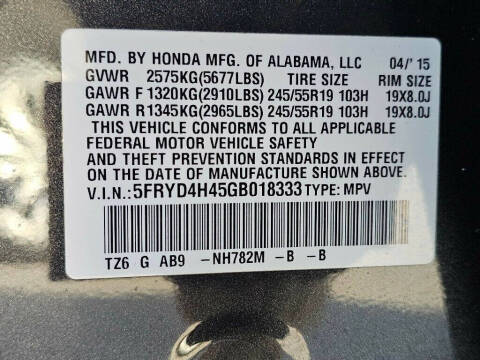 MFD. BY HONDA MFG. OF ALABAMA, LLC 04/'15
GVWR 2575KG(5677LBS) TIRE SIZE RIM SIZE
GAWR F 1320KG(2910LBS) 245/55R19 103H 19X8.0J
GAWR R1345KG(2965LBS) 245/55R19 103H 19X8.0J
THIS VEHICLE CONFORMS TO ALL APPLICABLE
FEDERAL MOTOR VEHICLE SAFETY
AND THEFT PREVENTION STANDARDS IN EFFECT
ON THE DATE OF MANUFACTURE SHOWN ABOVE
V.I.N.:5FRYD4H45GB018333 TYPE: MPV
TZ6 G AB9 -NH782M -B -B